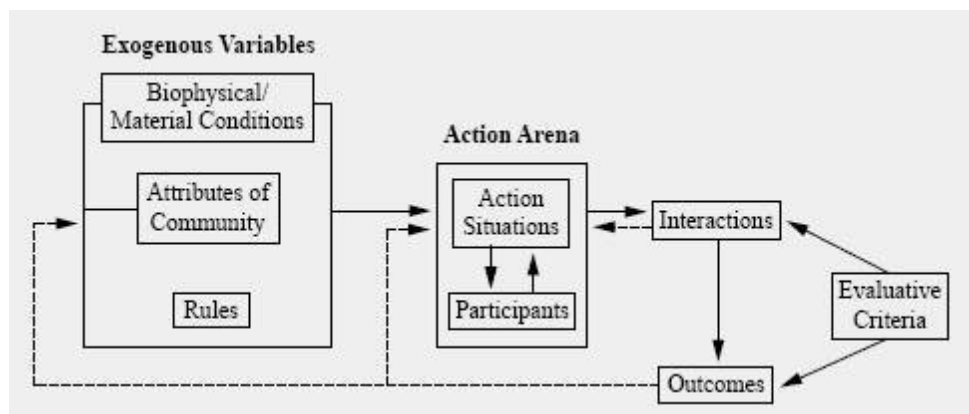 Exogenous Variables
Biophysical/
Material Conditions
Attributes of
Community
Rules
Action Arena
Action
Situations
Participants
Interactions
Outcomes
Evaluative
Criteria